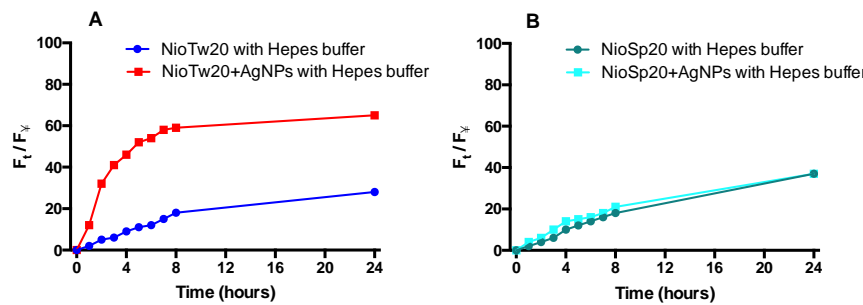 A
NioTw20 with Hepes buffer
NioTw20+AgNPs with Hepes buffer
100
80
60
40
20
0
Ft / F¥
0
4
8
12
16
20
24
Time (hours)
B
NioSp20 with Hepes buffer
NioSp20+AgNPs with Hepes buffer
100
80
60
40
20
0
Ft / F¥
0
4
8
12
16
20
24
Time (hours)